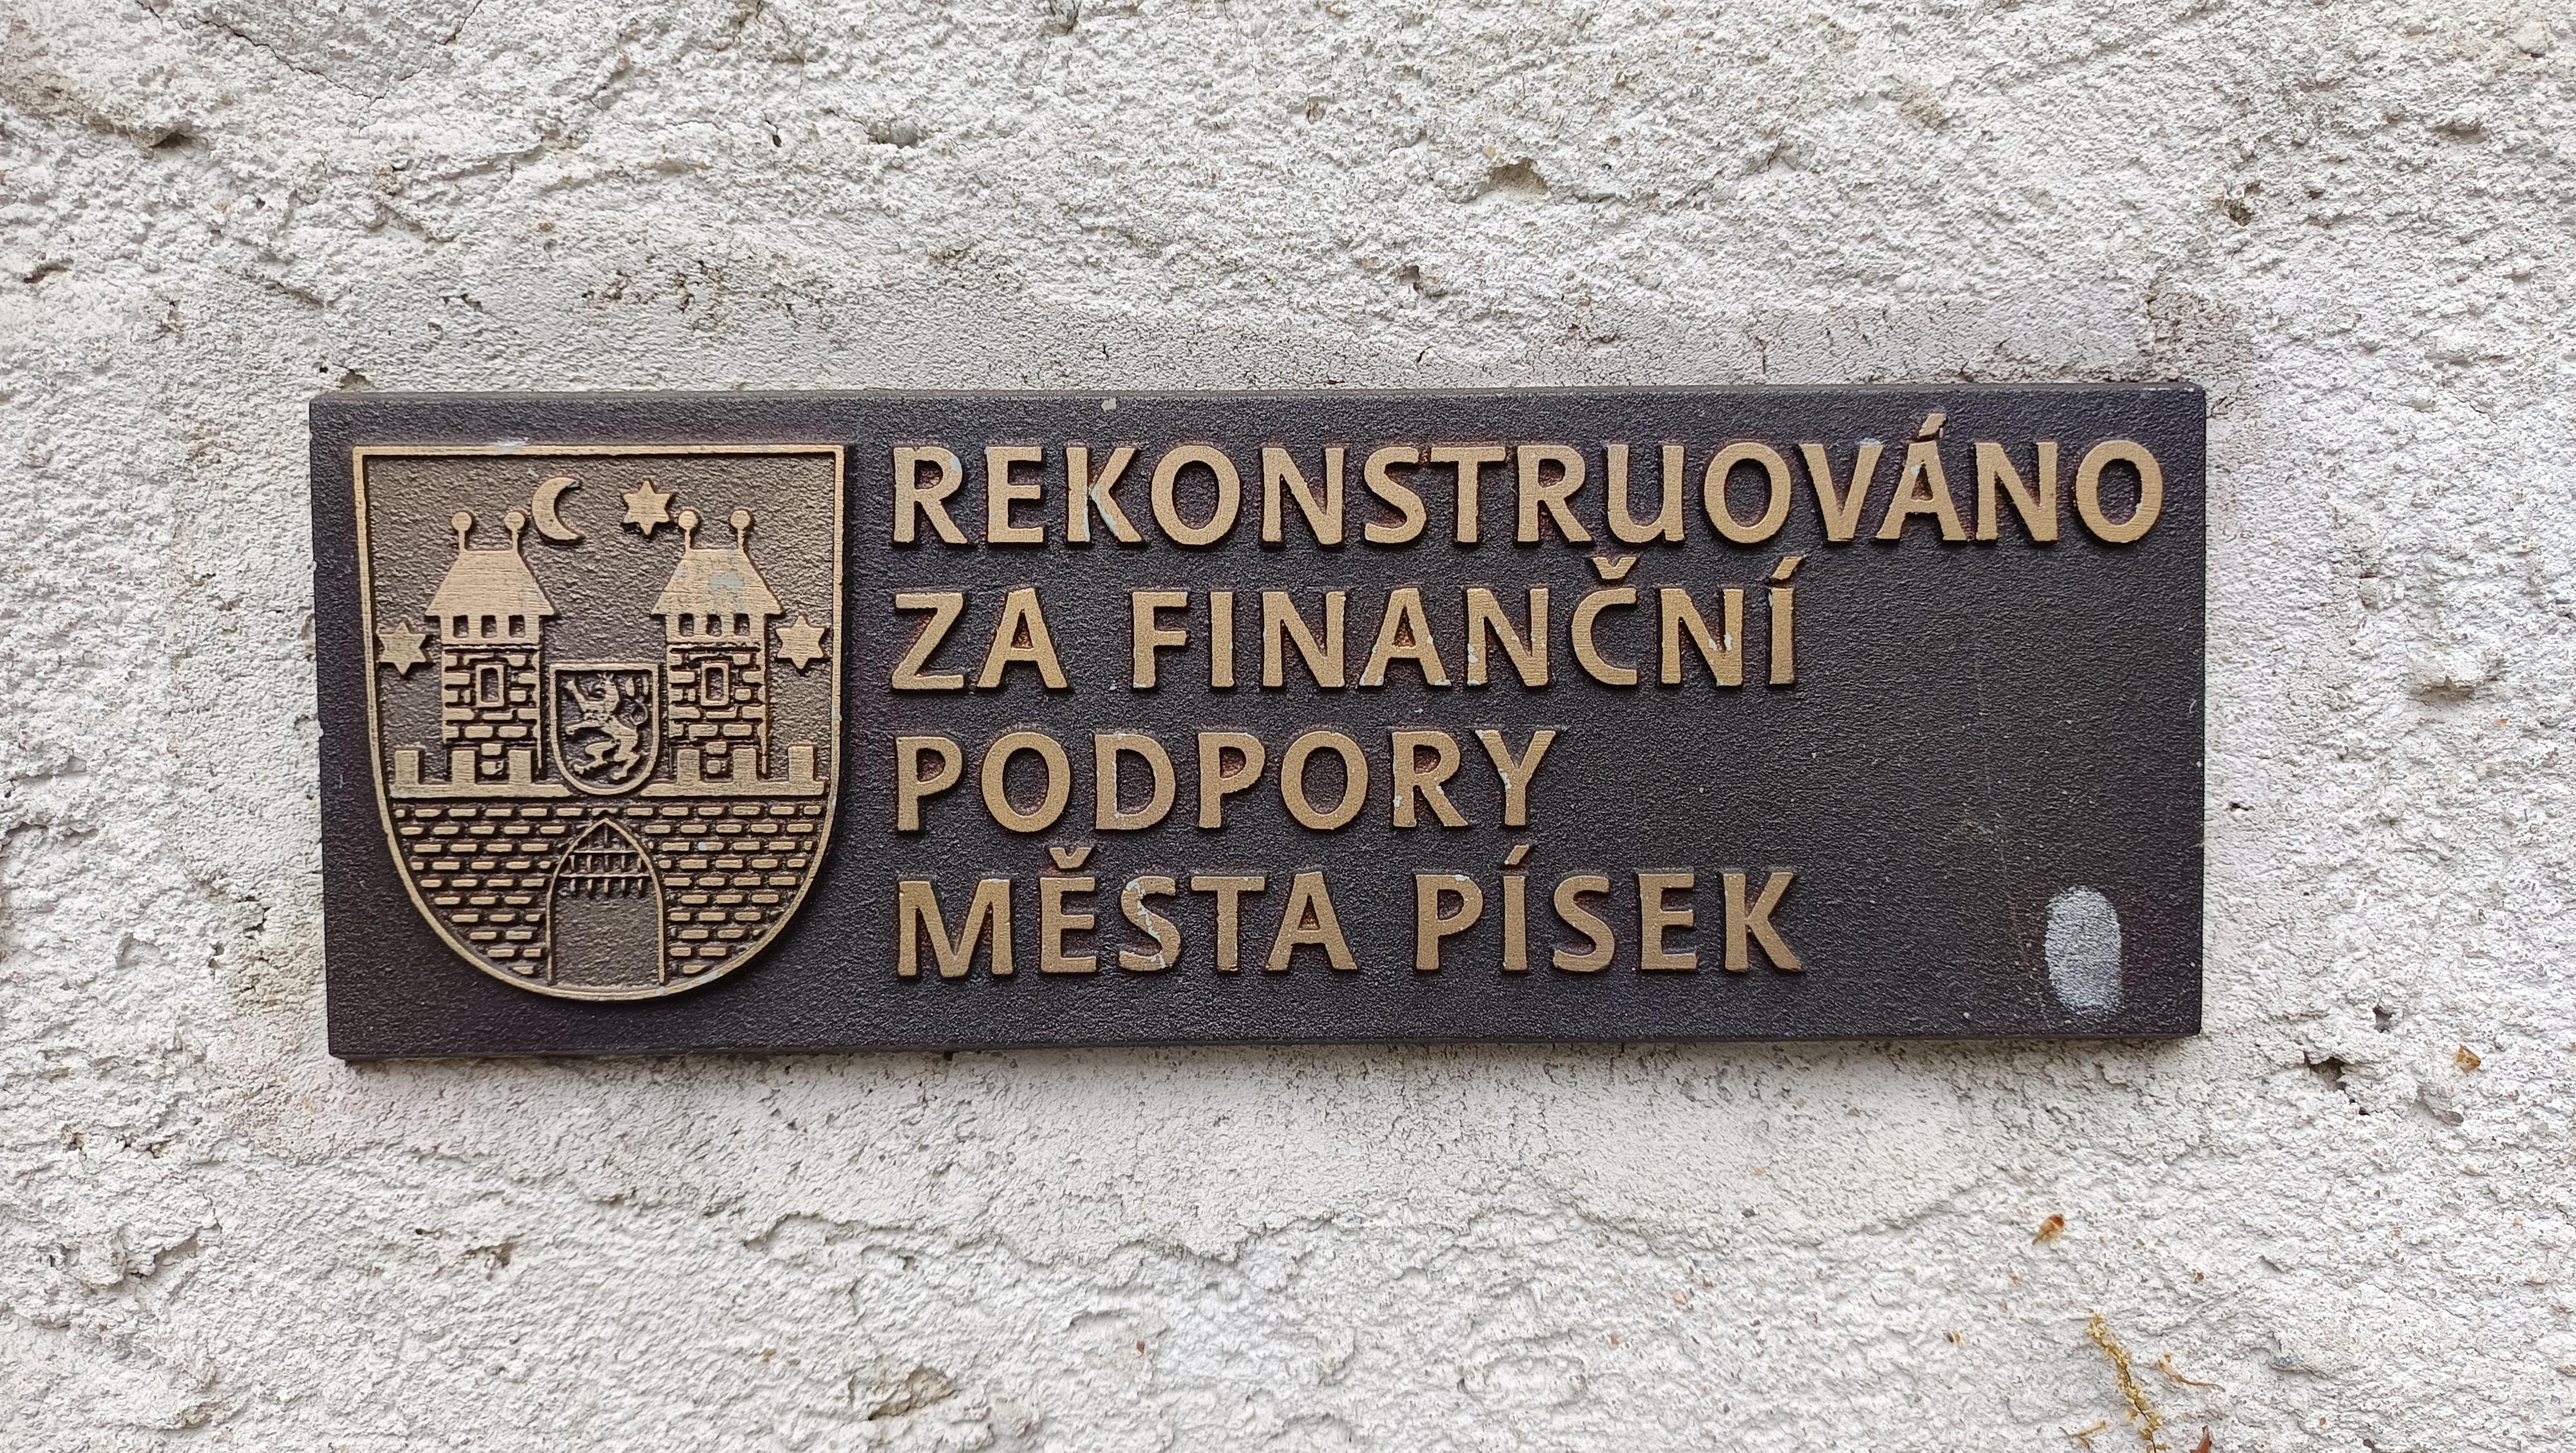 REKONSTRUOVÁNO
ZA FINANČNÍ
PODPORY
MĚSTA PÍSEK